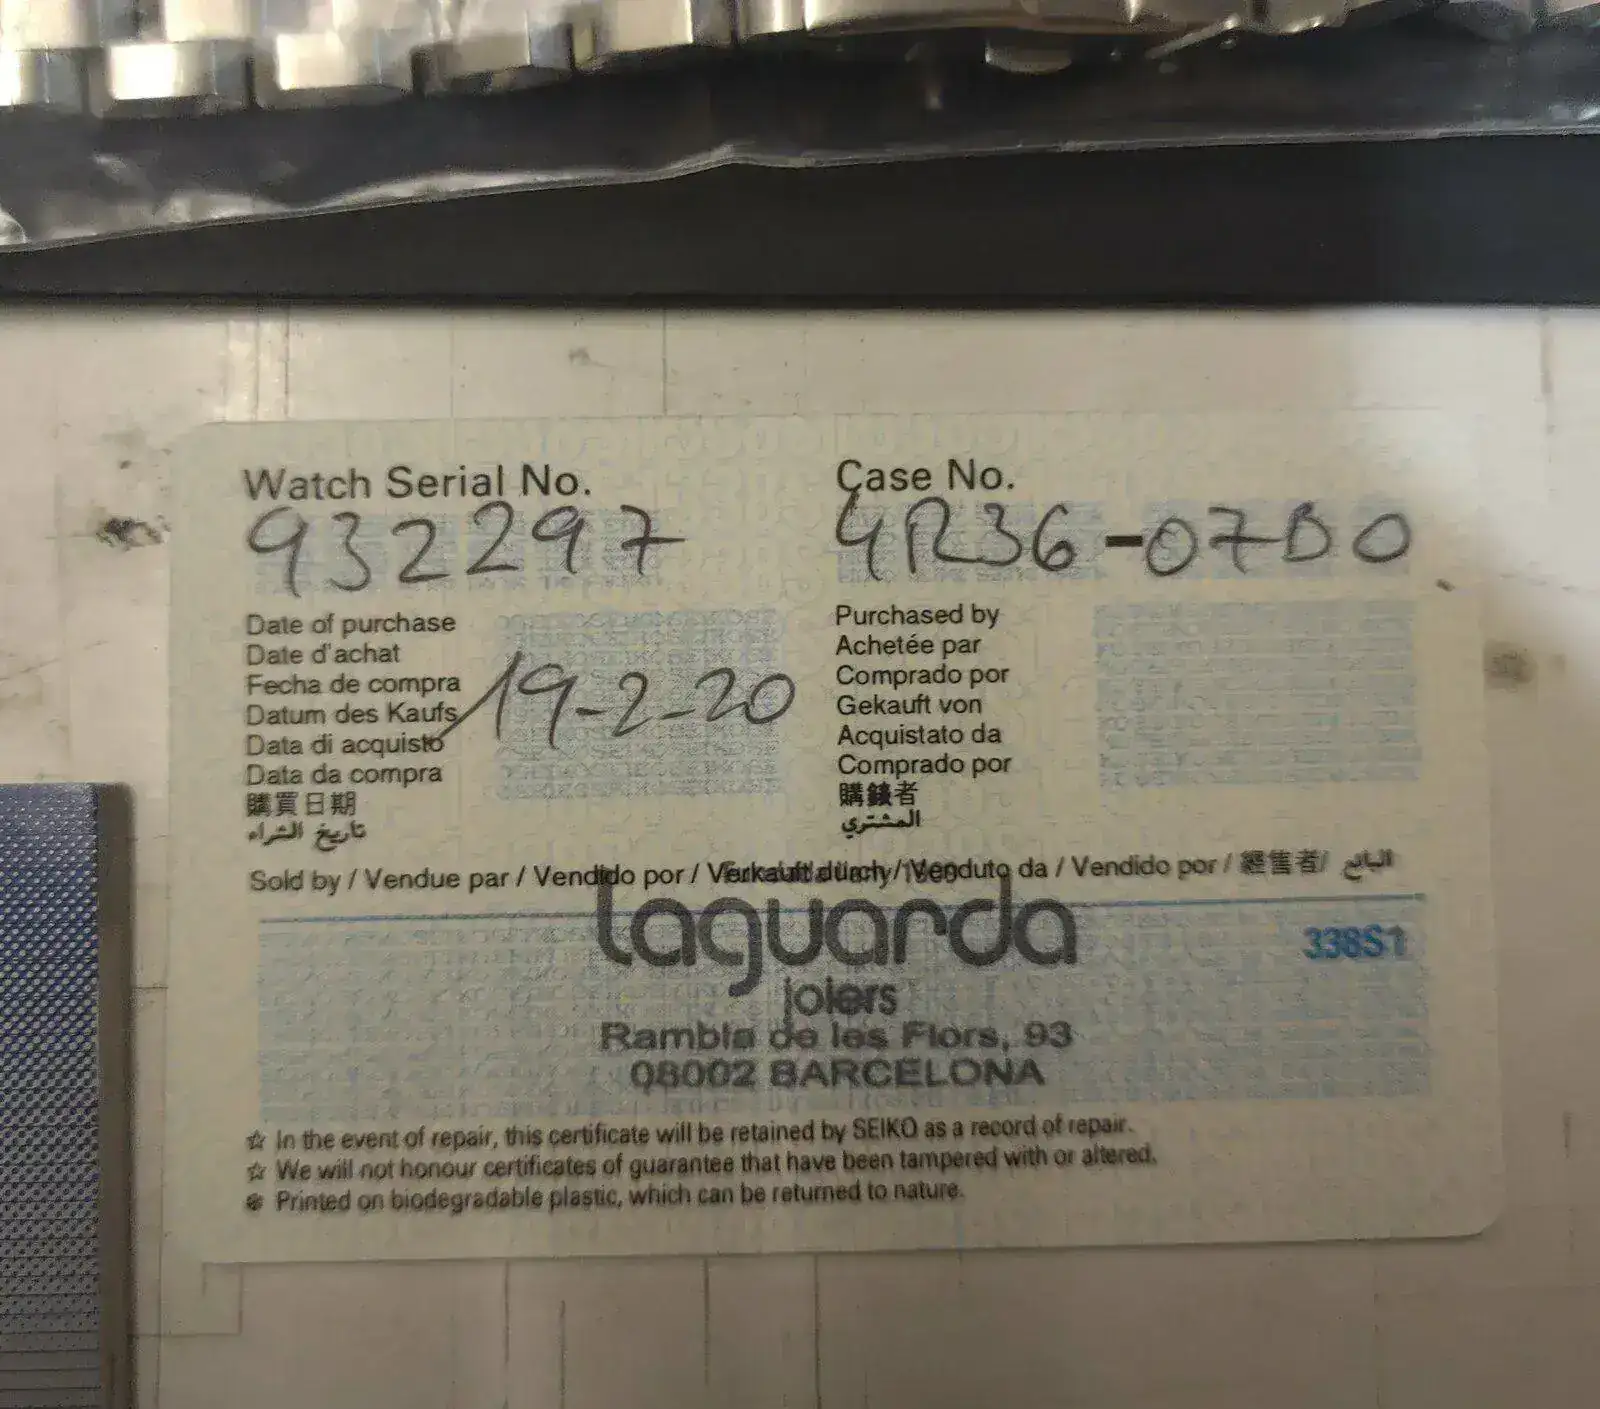 Watch Serial No.
932297
Case No.
4R36-07D0
Date of purchase
Date d'achat
Fecha de compra
Datum des Kaufs
Data di acquisto
Data da compra
購買日期
تاريخ الشراء
19-2-20
Purchased by
Achetée par
Comprado por
Gekauft von
Acquistato da
Comprado por
購錶者
المشتري
Sold by / Vendue par / Vendido por / Verkauft durch / Venduto da / Vendido por / 經售者/ البائع
laguarda
joiers
Rambla de les Flors, 93
08002 BARCELONA
338S1
☆ In the event of repair, this certificate will be retained by SEIKO as a record of repair.
☆ We will not honour certificates of guarantee that have been tampered with or altered.
Printed on biodegradable plastic, which can be returned to nature.